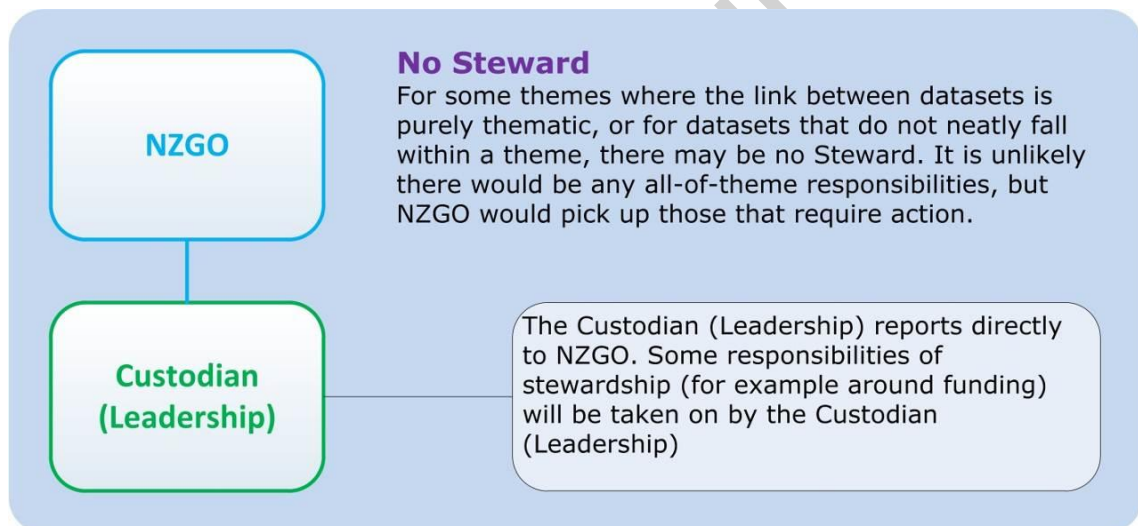 No Steward
For some themes where the link between datasets is
purely thematic, or for datasets that do not neatly fall
within a theme, there may be no Steward. It is unlikely
there would be any all-of-theme responsibilities, but
NZGO would pick up those that require action.
NZGO
Custodian
(Leadership)
The Custodian (Leadership) reports directly
to NZGO. Some responsibilities of
stewardship (for example around funding)
will be taken on by the Custodian
(Leadership)